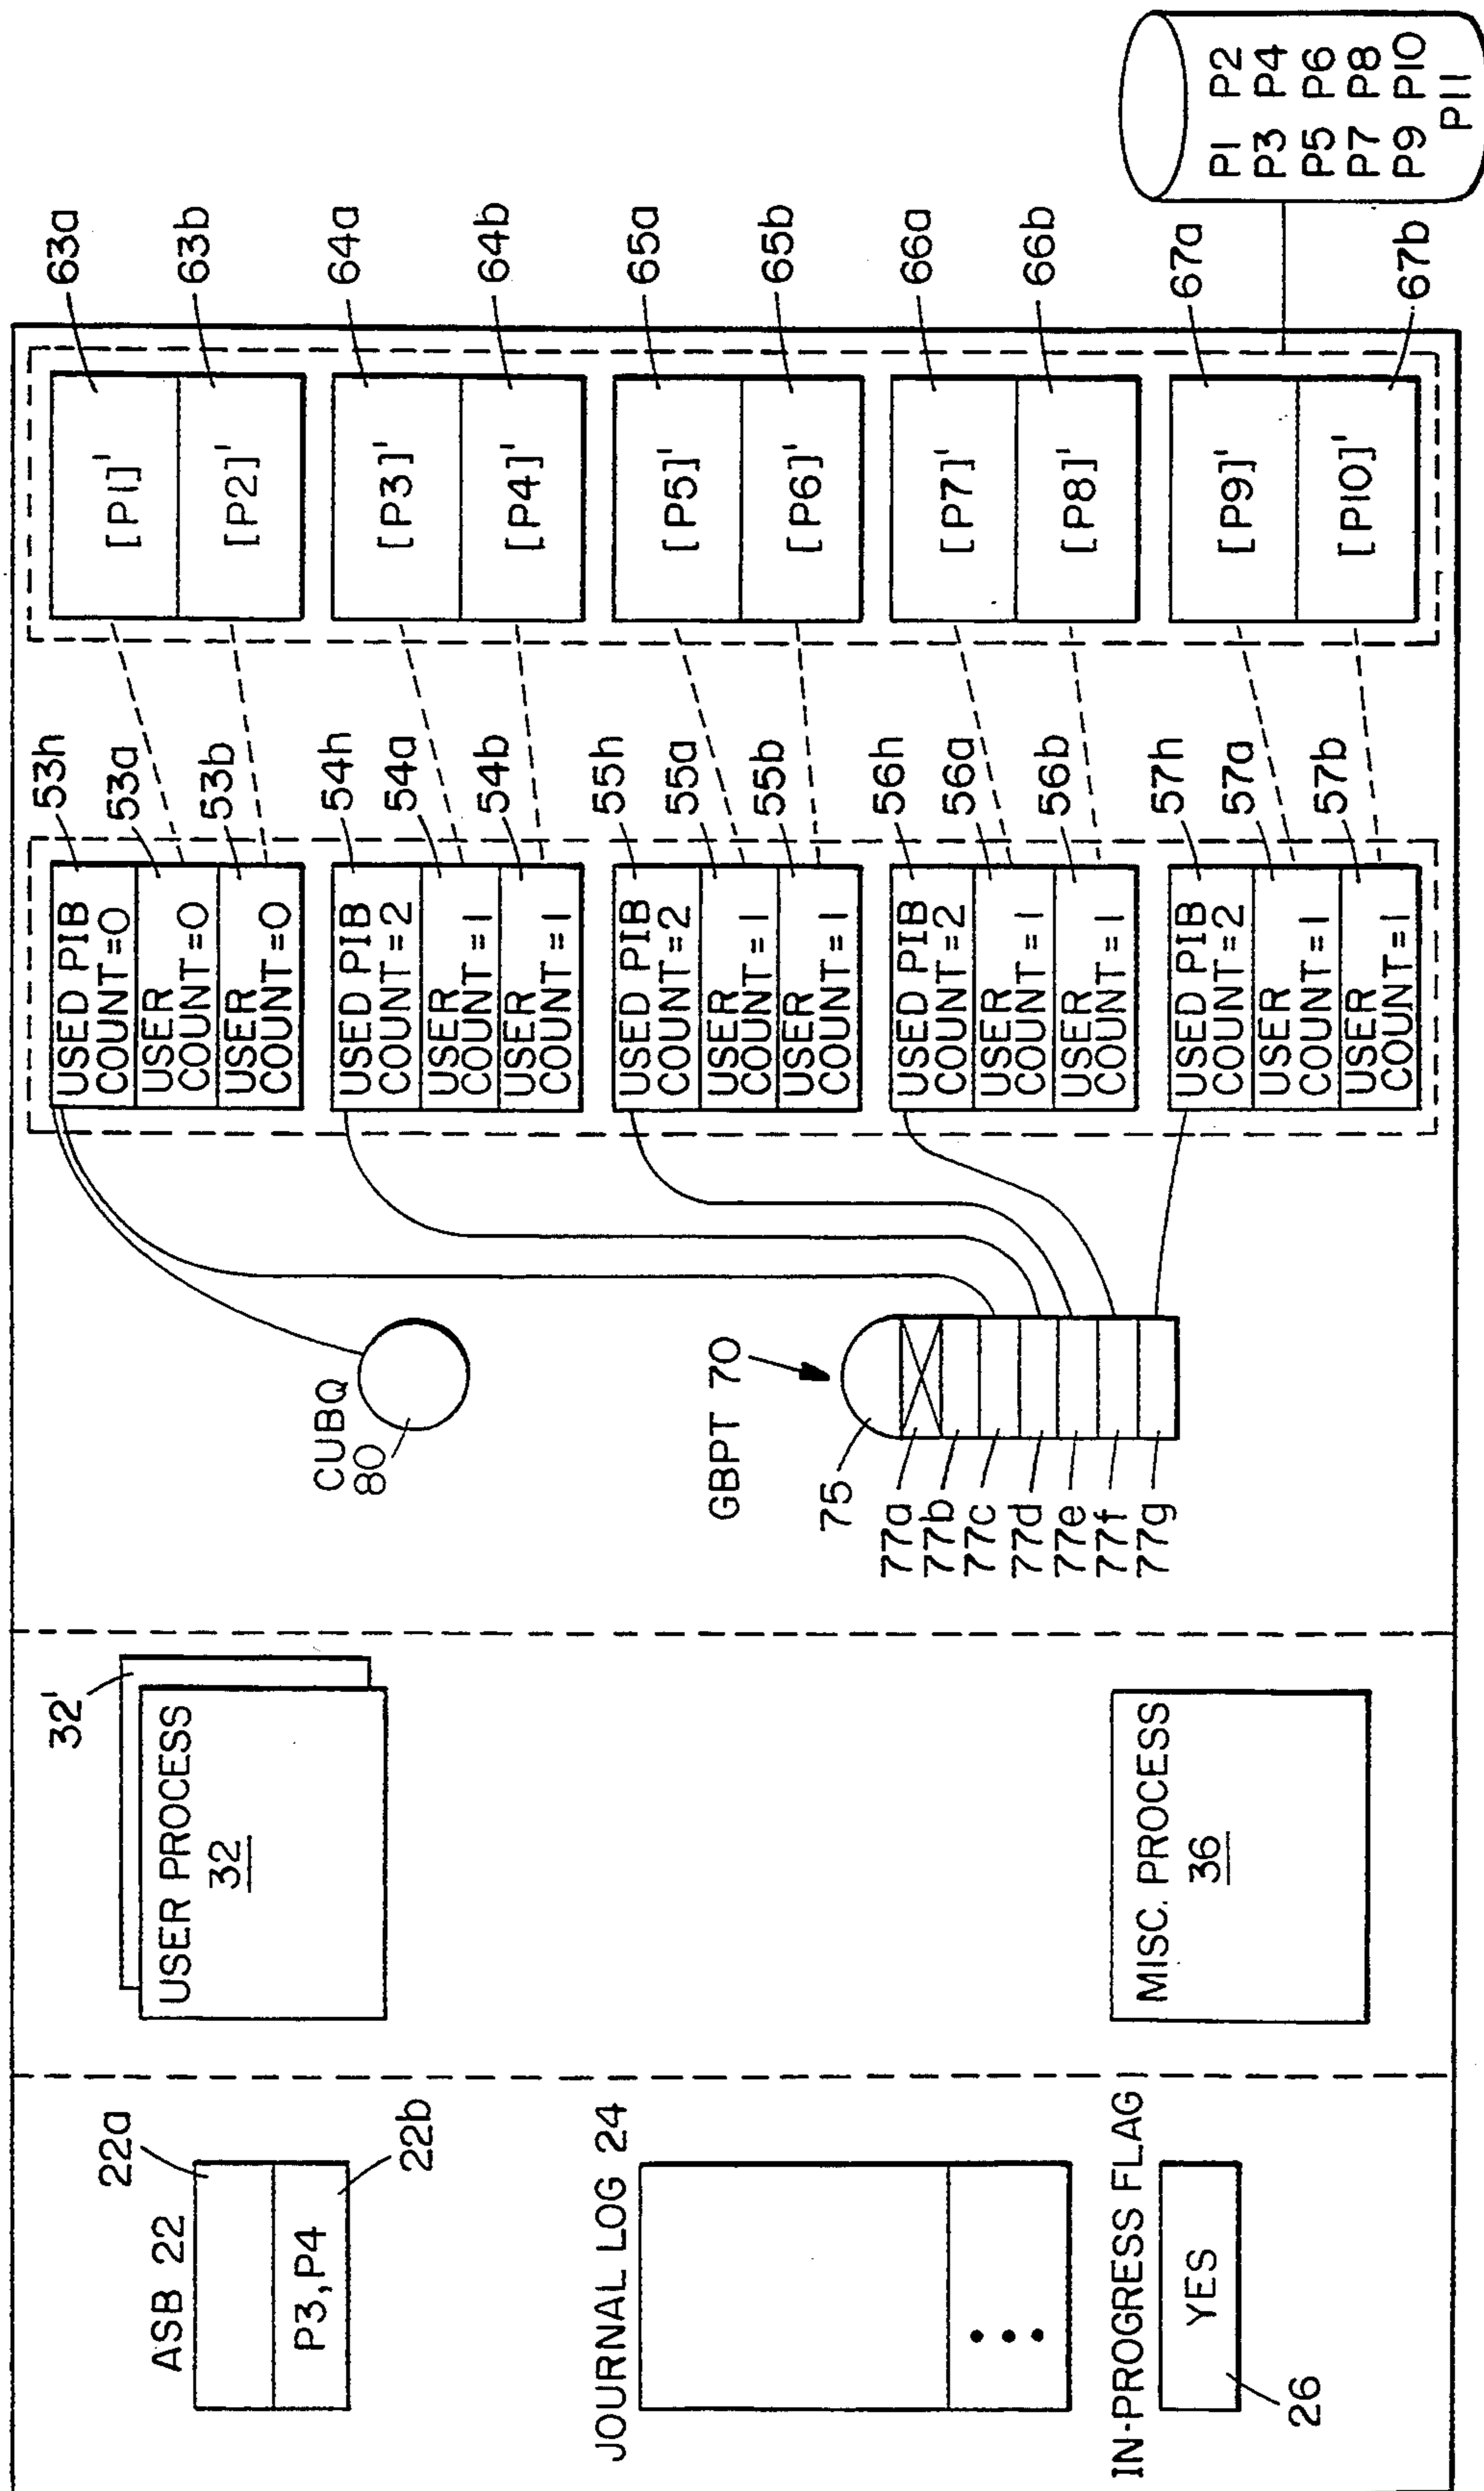 ASB 22
22a
P3,P4
22b
JOURNAL LOG 24
IN-PROGRESS FLAG
YES
26
32'
USER PROCESS
32
MISC. PROCESS
36
CUBQ
80
GBPT 70
75
77a
77b
77c
77d
77e
77f
77g
USED PIB
COUNT=0
USER
COUNT=0
USER
COUNT=0
53h
53a
53b
USED PIB
COUNT=2
USER
COUNT=1
USER
COUNT=1
54h
54a
54b
USED PIB
COUNT=2
USER
COUNT=1
USER
COUNT=1
55h
55a
55b
USED PIB
COUNT=2
USER
COUNT=1
USER
COUNT=1
56h
56a
56b
USED PIB
COUNT=2
USER
COUNT=1
USER
COUNT=1
57h
57a
57b
[P1]'
[P2]'
63a
63b
[P3]'
[P4]'
64a
64b
[P5]'
[P6]'
65a
65b
[P7]'
[P8]'
66a
66b
[P9]'
[P10]'
67a
67b
P1 P2
P3 P4
P5 P6
P7 P8
P9 P10
P11